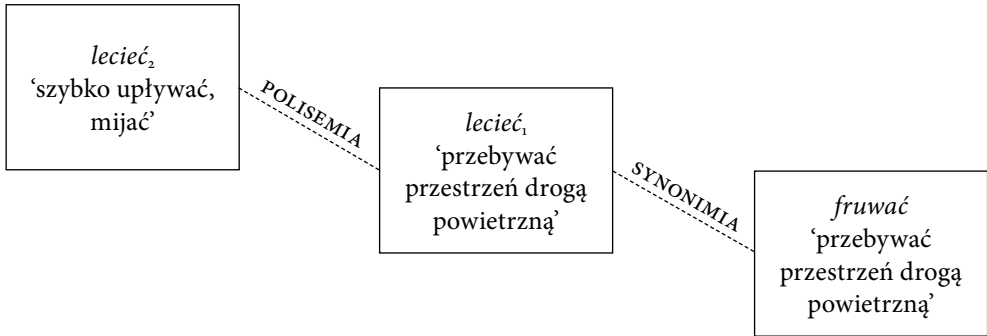 lecieć₂
‘szybko upływać,
mijać’
POLISEMIA
lecieć₁
‘przebywać
przestrzeń drogą
powietrzną’
SYNONIMIA
fruwać
‘przebywać
przestrzeń drogą
powietrzną’